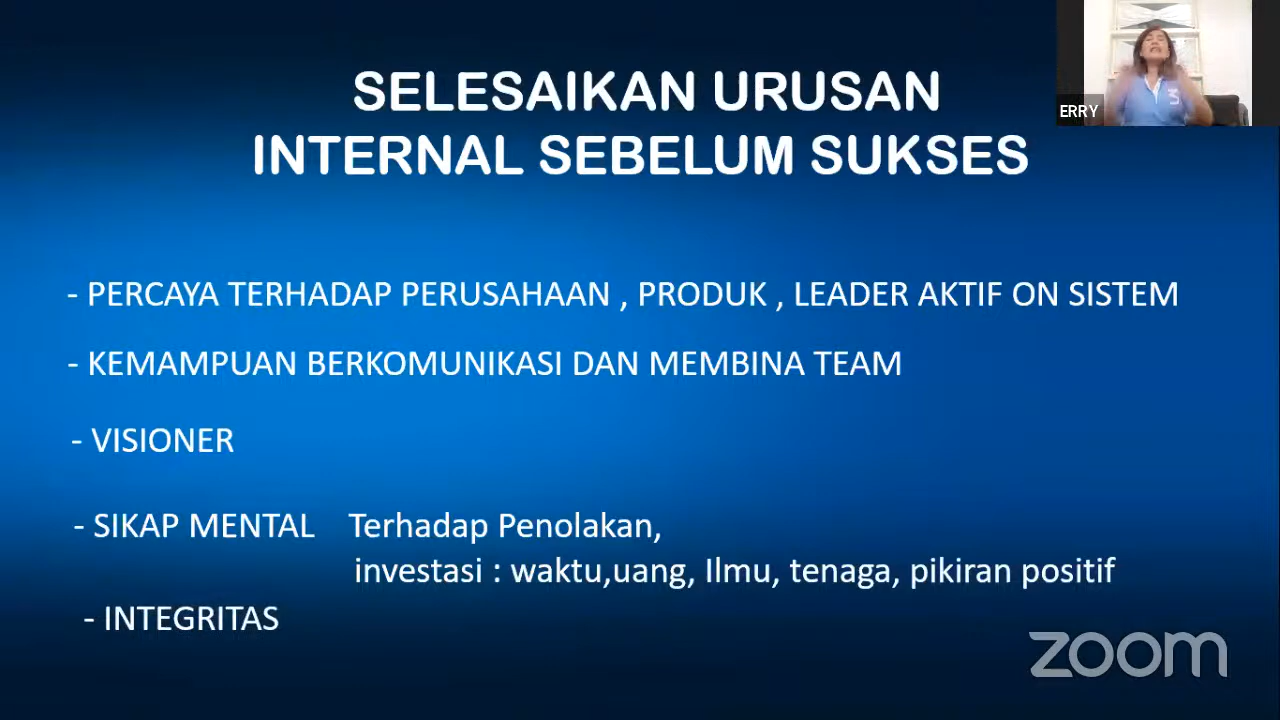 SELESAIKAN URUSAN
INTERNAL SEBELUM SUKSES
ERRY
- PERCAYA TERHADAP PERUSAHAAN , PRODUK , LEADER AKTIF ON SISTEM
- KEMAMPUAN BERKOMUNIKASI DAN MEMBINA TEAM
- VISIONER
- SIKAP MENTAL Terhadap Penolakan,
investasi : waktu,uang, Ilmu, tenaga, pikiran positif
- INTEGRITAS
zoom